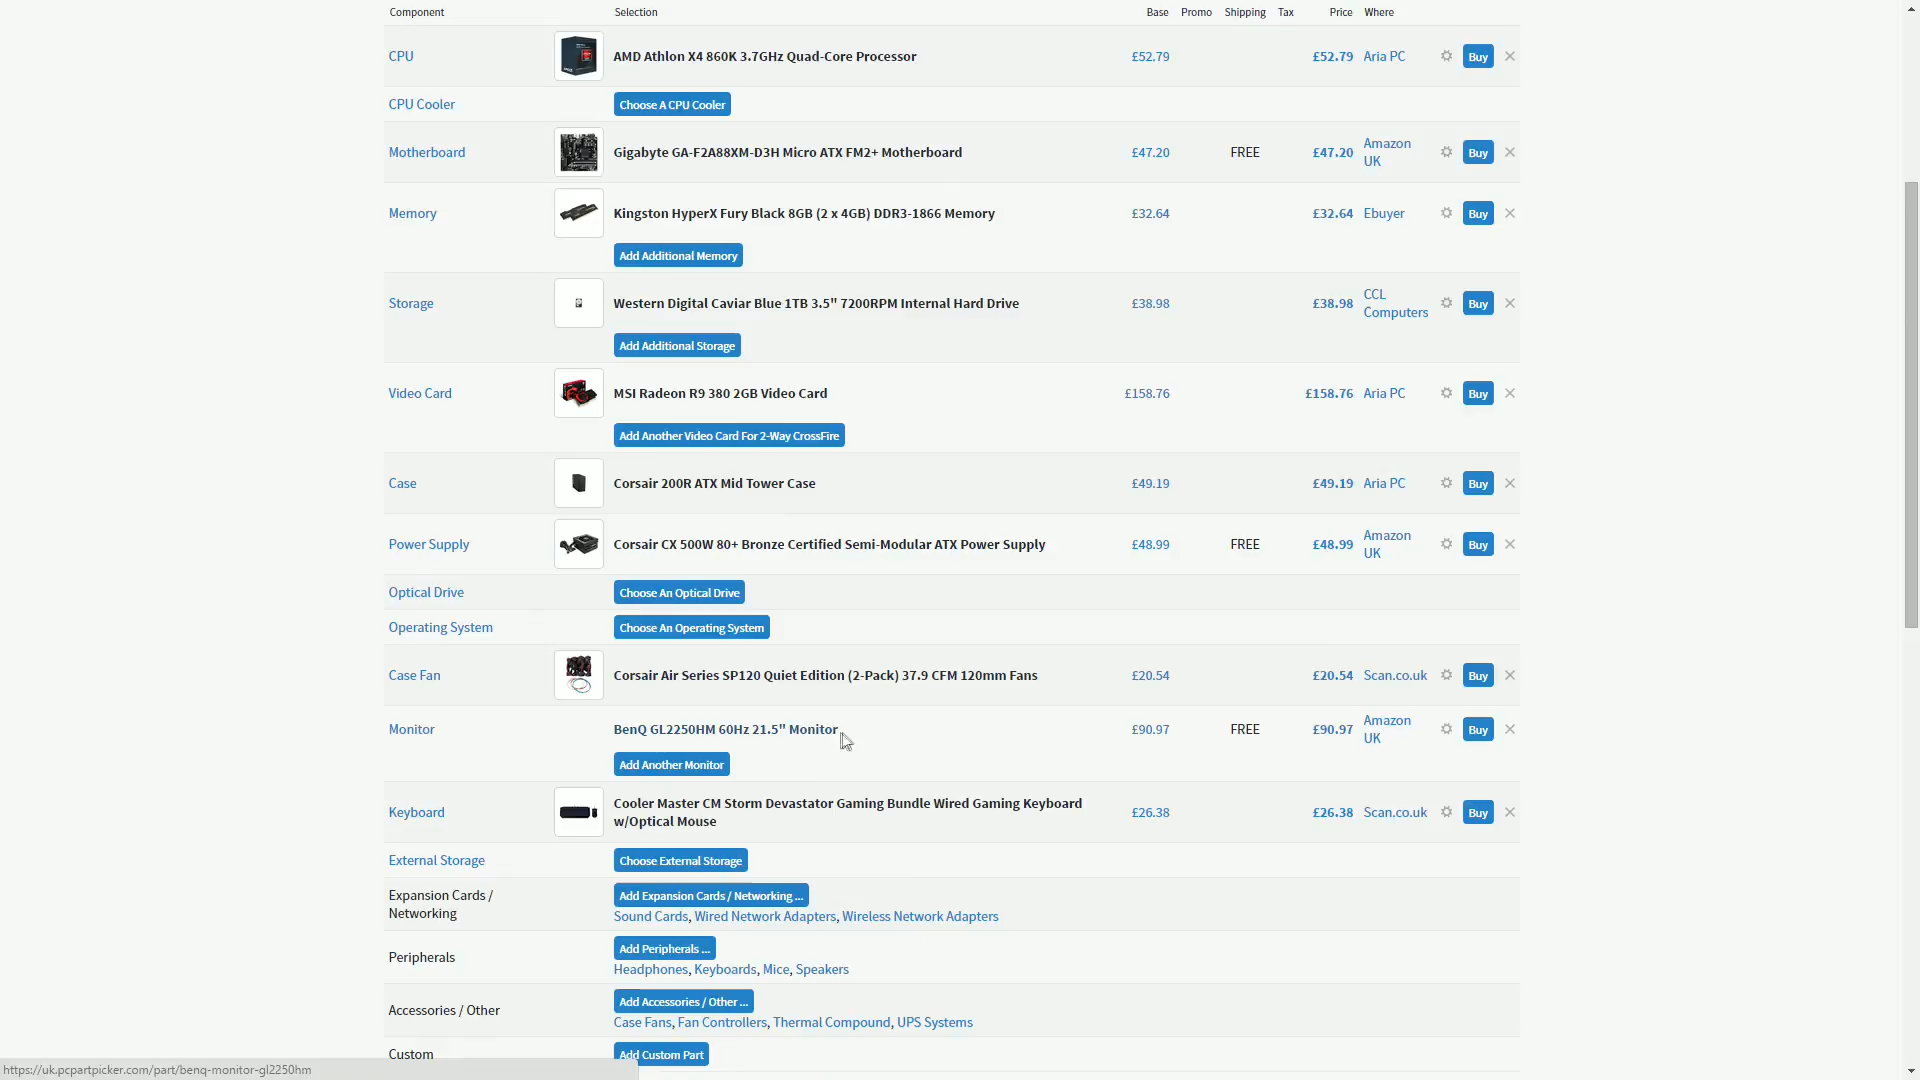 Component Selection Base Promo Shipping Tax Price Where
CPU AMD Athlon X4 860K 3.7GHz Quad-Core Processor £52.79 £52.79 Aria PC Buy
CPU Cooler Choose A CPU Cooler
Motherboard Gigabyte GA-F2A88XM-D3H Micro ATX FM2+ Motherboard £47.20 FREE £47.20 Amazon UK Buy
Memory Kingston HyperX Fury Black 8GB (2 x 4GB) DDR3-1866 Memory £32.64 £32.64 Ebuyer Buy
Add Additional Memory
Storage Western Digital Caviar Blue 1TB 3.5" 7200RPM Internal Hard Drive £38.98 £38.98 CCL Computers Buy
Add Additional Storage
Video Card MSI Radeon R9 380 2GB Video Card £158.76 £158.76 Aria PC Buy
Add Another Video Card For 2-Way CrossFire
Case Corsair 200R ATX Mid Tower Case £49.19 £49.19 Aria PC Buy
Power Supply Corsair CX 500W 80+ Bronze Certified Semi-Modular ATX Power Supply £48.99 FREE £48.99 Amazon UK Buy
Optical Drive Choose An Optical Drive
Operating System Choose An Operating System
Case Fan Corsair Air Series SP120 Quiet Edition (2-Pack) 37.9 CFM 120mm Fans £20.54 £20.54 Scan.co.uk Buy
Monitor BenQ GL2250HM 60Hz 21.5" Monitor £90.97 FREE £90.97 Amazon UK Buy
Add Another Monitor
Keyboard Cooler Master CM Storm Devastator Gaming Bundle Wired Gaming Keyboard w/Optical Mouse £26.38 £26.38 Scan.co.uk Buy
External Storage Choose External Storage
Expansion Cards / Networking Add Expansion Cards / Networking ...
Sound Cards, Wired Network Adapters, Wireless Network Adapters
Peripherals Add Peripherals ...
Headphones, Keyboards, Mice, Speakers
Accessories / Other Add Accessories / Other ...
Case Fans, Fan Controllers, Thermal Compound, UPS Systems
Custom Add Custom Part
https://uk.pcpartpicker.com/part/benq-monitor-gl2250hm